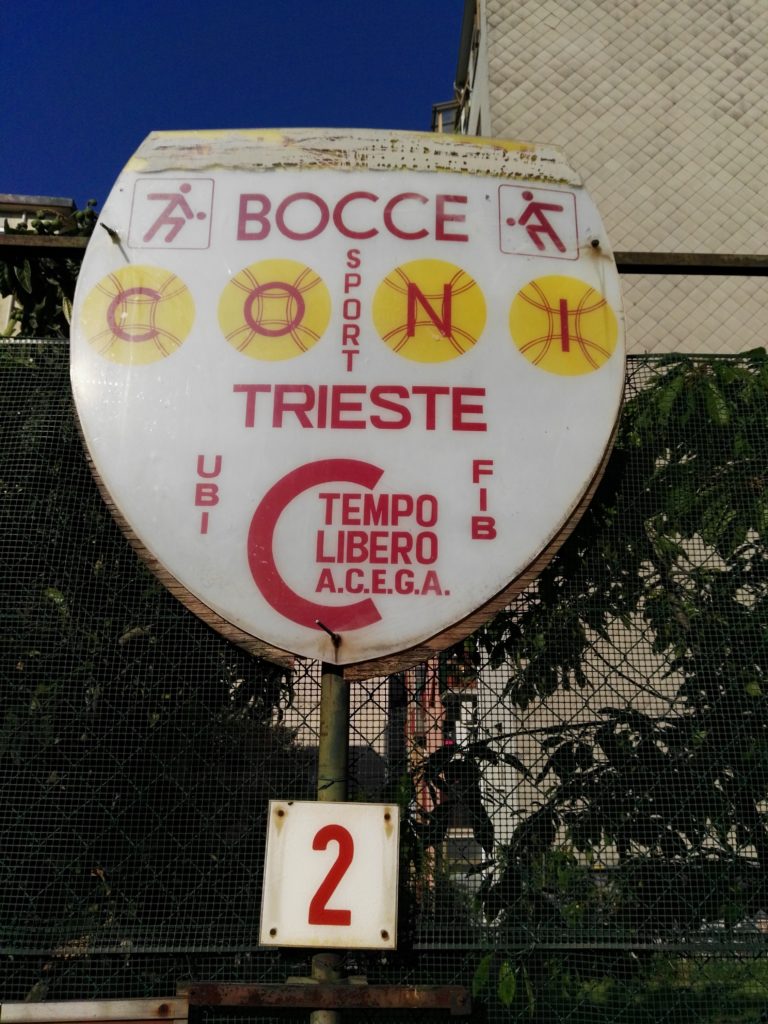 BOCCE
CONI
SPORT
TRIESTE
UBI
FIB
TEMPO
LIBERO
A.C.E.G.A.
2